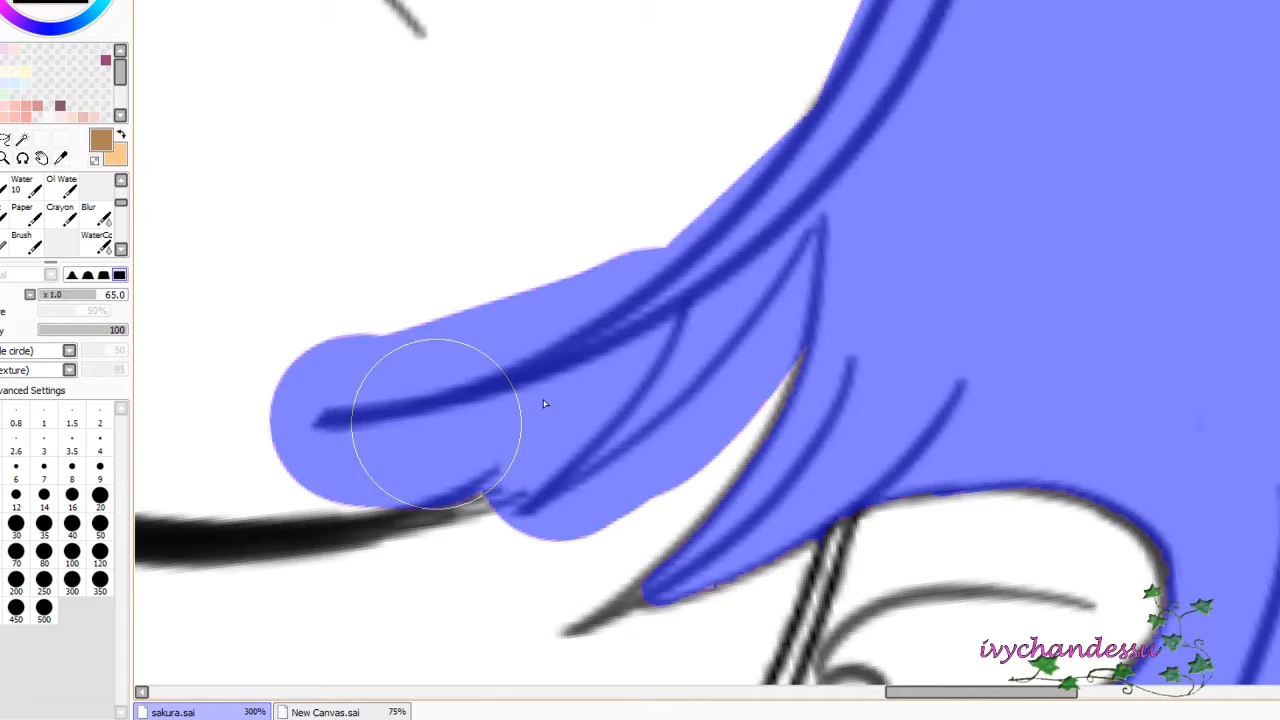 Water Ol Wate
10
Paper Crayon Blur
Brush WaterCo
x 1.0 65.0
50%
100
le circle) 50
exture) 95
vanced Settings
0.8 1 1.5 2
2.6 3 3.5 4
6 7 8 9
12 14 16 20
30 35 40 50
70 80 100 120
200 250 300 350
450 500
ivychandessu
sakura.sai 300% New Canvas.sai 75%